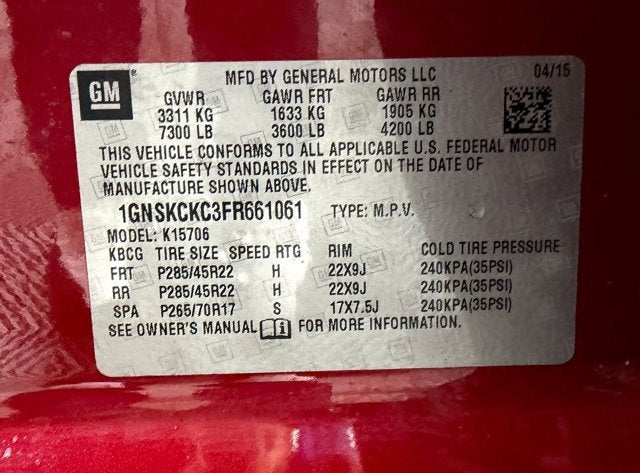 GM
MFD BY GENERAL MOTORS LLC 04/15
GVWR GAWR FRT GAWR RR
3311 KG 1633 KG 1905 KG
7300 LB 3600 LB 4200 LB
THIS VEHICLE CONFORMS TO ALL APPLICABLE U.S. FEDERAL MOTOR
VEHICLE SAFETY STANDARDS IN EFFECT ON THE DATE OF
MANUFACTURE SHOWN ABOVE.
1GNSKCKC3FR661061 TYPE: M.P.V.
MODEL: K15706
KBCG TIRE SIZE SPEED RTG RIM COLD TIRE PRESSURE
FRT P285/45R22 H 22X9J 240KPA(35PSI)
RR P285/45R22 H 22X9J 240KPA(35PSI)
SPA P265/70R17 S 17X7.5J 240KPA(35PSI)
SEE OWNER'S MANUAL FOR MORE INFORMATION.